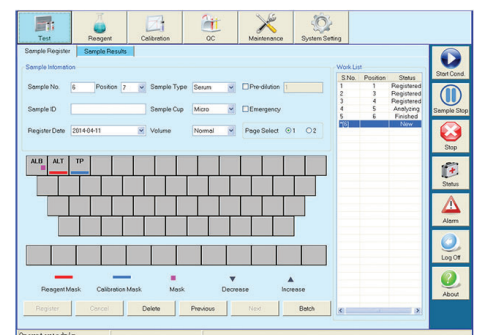 Test Reagent Calibration QC Maintenance System Setting
Sample Register Sample Results
Sample Information Work List
Sample No. 6 Position 7 Sample Type Serum Pre-dilution 1
Sample ID Sample Cup Micro Emergency
Register Date 2014-04-11 Volume Normal Page Select 1 2
S.No. Position Status
1 1 Registered
2 3 Registered
3 4 Registered
4 5 Analyzing
5 6 Finished
New
ALB ALT TP
Reagent Mask Calibration Mask Mask Decrease Increase
Register Cancel Delete Previous Next Batch
Start Cond.
Sample Stop
Stop
Status
Alarm
Log Off
About